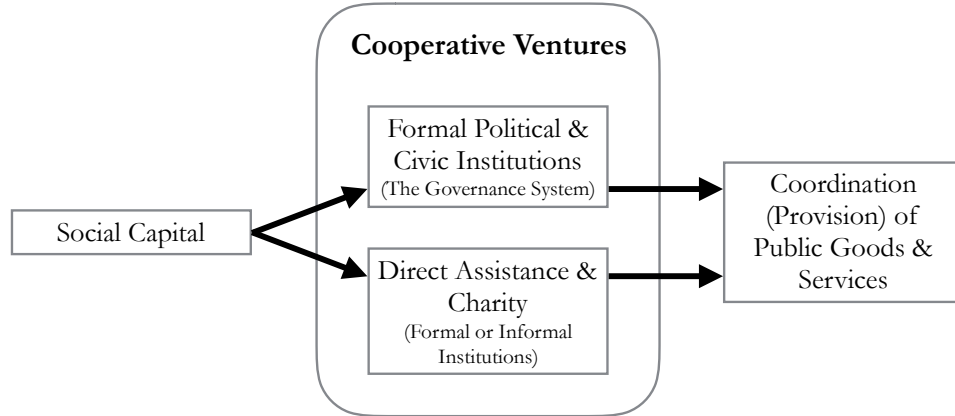 Cooperative Ventures
Formal Political &
Civic Institutions
(The Governance System)
Social Capital
Direct Assistance &
Charity
(Formal or Informal
Institutions)
Coordination
(Provision) of
Public Goods &
Services